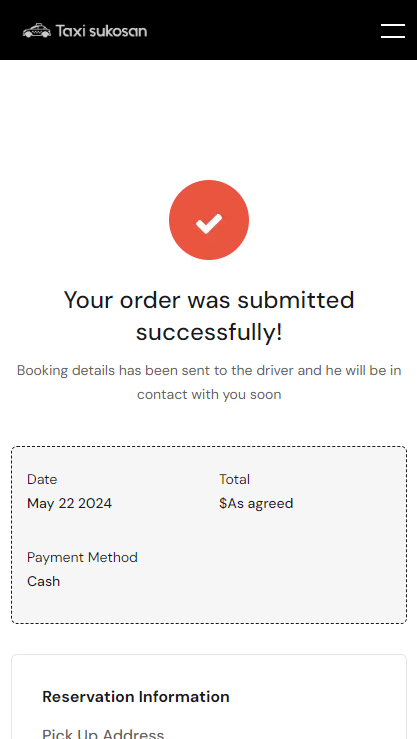 Taxi sukosan
Your order was submitted
successfully!
Booking details has been sent to the driver and he will be in
contact with you soon
Date
Total
May 22 2024
$As agreed
Payment Method
Cash
Reservation Information
Pick Up Address